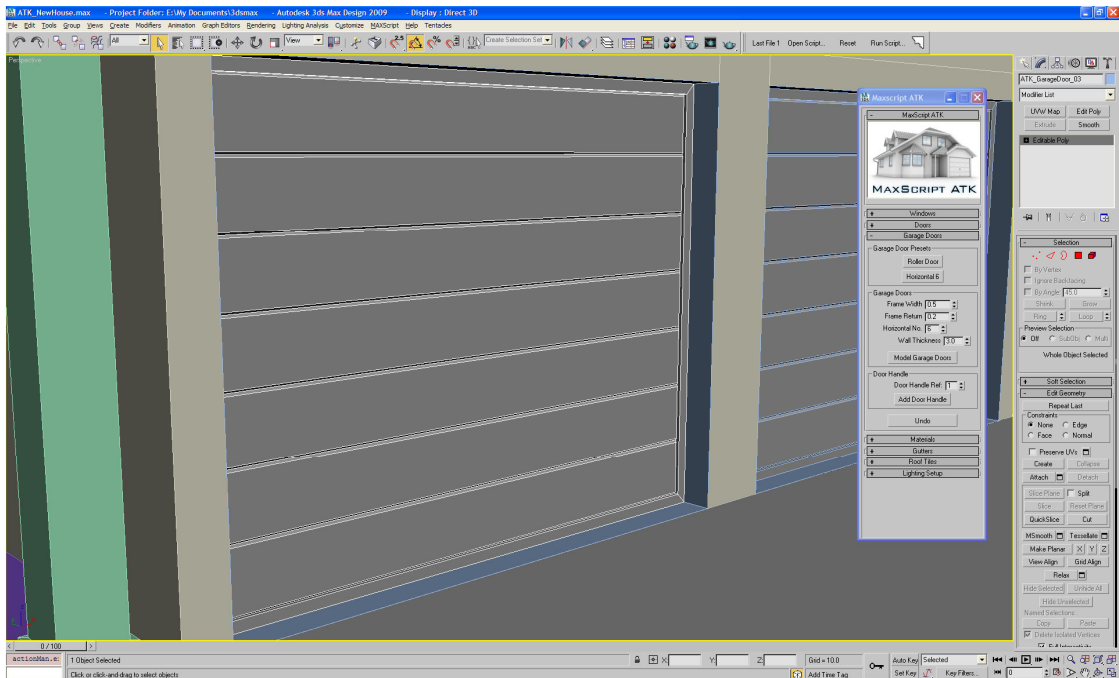 ATK_NewHouse.max - Project Folder: E:\My Documents\3dsmax - Autodesk 3ds Max Design 2009 - Display : Direct 3D
File Edit Tools Group Views Create Modifiers Animation Graph Editors Rendering Lighting Analysis Customize MAXScript Help Tentacles
All View 2.5 Create Selection Set Last File 1 Open Script... Reset Run Script...
Perspective
ATK_GarageDoor_03
Modifier List
UVW Map Edit Poly
Extrude Smooth
Editable Poly
Maxscript ATK
MaxScript ATK
MAXSCRIPT ATK
Windows
Doors
Garage Doors
Garage Door Presets
Roller Door
Horizontal 6
Garage Doors
Frame Width 0.5
Frame Return 0.2
Horizontal No. 6
Wall Thickness 3.0
Model Garage Doors
Door Handle
Door Handle Ref: 1
Add Door Handle
Undo
Materials
Gutters
Roof Tiles
Lighting Setup
Selection
By Vertex
Ignore Backfacing
By Angle 45.0
Shrink Grow
Ring Loop
Preview Selection
Off SubObj Multi
Whole Object Selected
Soft Selection
Edit Geometry
Repeat Last
Constraints
None Edge
Face Normal
Preserve UVs
Create Collapse
Attach Detach
Slice Plane Split
Slice Reset Plane
QuickSlice Cut
MSmooth Tessellate
Make Planar X Y Z
View Align Grid Align
Relax
Hide Selected Unhide All
Hide Unselected
Named Selections:
Copy Paste
Delete Isolated Vertices
Full Interactivity
0 / 100
actionMan.e: 1 Object Selected X: Y: Z: Grid = 10.0 Auto Key Selected
Click or click-and-drag to select objects Add Time Tag Set Key Key Filters... 0